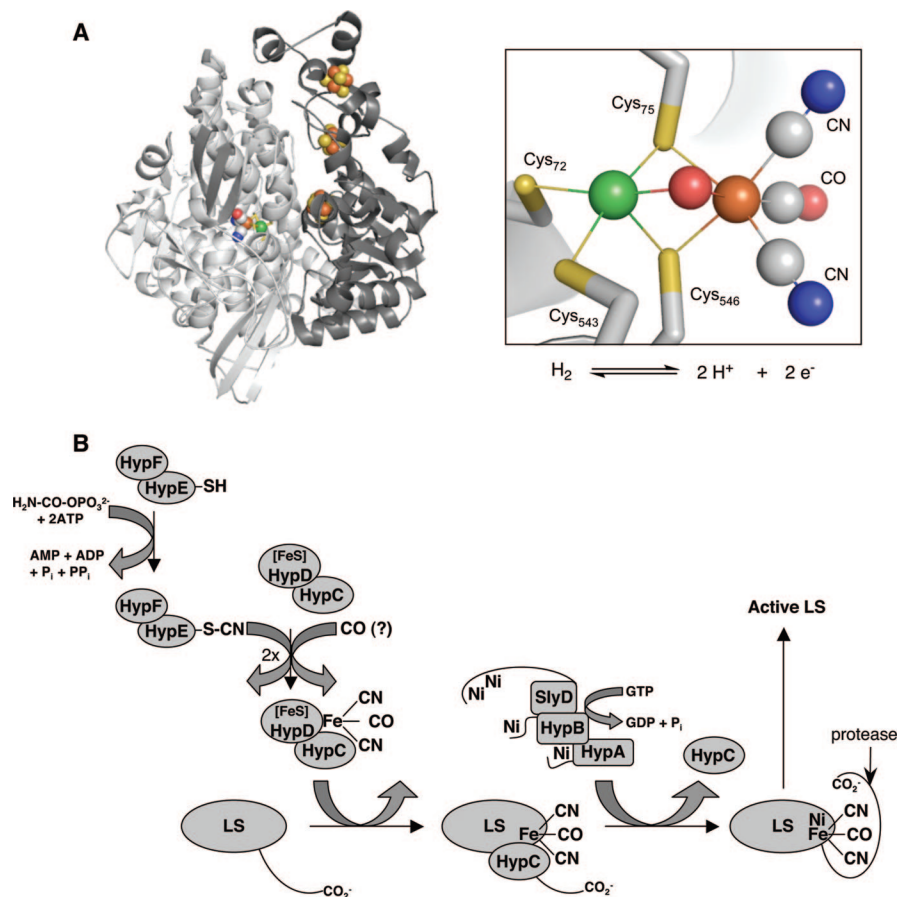 A
Cys75
CN
Cys72
CO
Cys546
CN
Cys543
H2 ⇌ 2 H+ + 2 e-
B
HypF
HypE SH
H2N-CO-OPO3 2-
+ 2ATP
AMP + ADP
+ Pi + PPi
[FeS]
HypD
HypC
HypF
HypE S-CN
CO (?)
2x
[FeS]
HypD
HypC
Fe
CN
CO
CN
Ni
Ni
SlyD
GTP
Ni
HypB
GDP + Pi
Ni
HypA
HypC
Active LS
protease
LS
CO2-
LS
Fe
CN
CO
CN
HypC
CO2-
CO2-
LS
Ni
Fe
CN
CO
CN